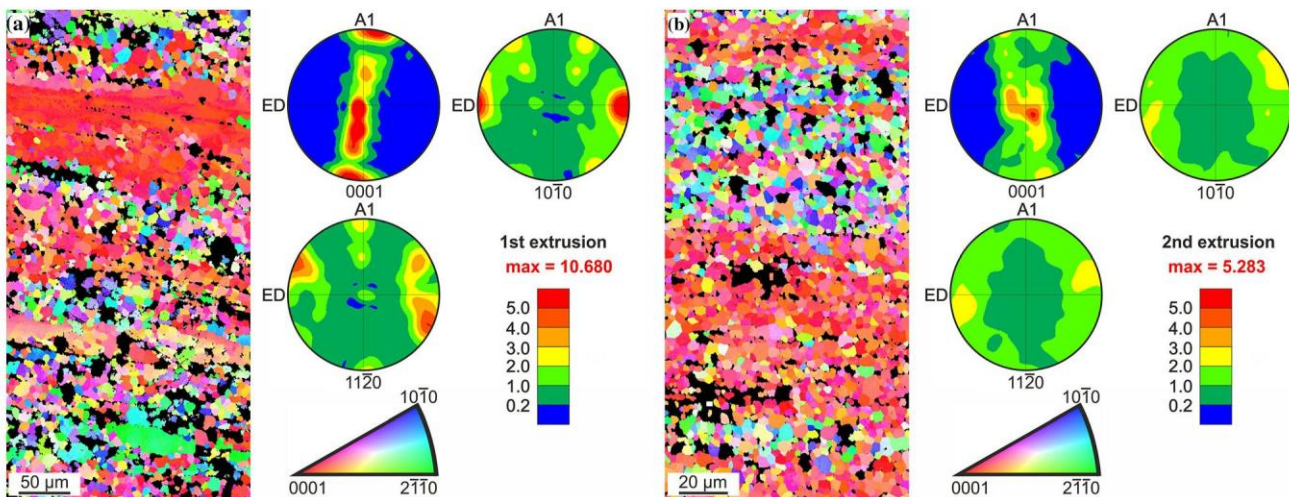 (a)
A1
ED
0001
A1
ED
101̅0
A1
ED
112̅0
1st extrusion
max = 10.680
5.0
4.0
3.0
2.0
1.0
0.2
101̅0
0001
21̅1̅0
50 µm
(b)
A1
ED
0001
A1
ED
101̅0
A1
ED
112̅0
2nd extrusion
max = 5.283
5.0
4.0
3.0
2.0
1.0
0.2
101̅0
0001
21̅1̅0
20 µm